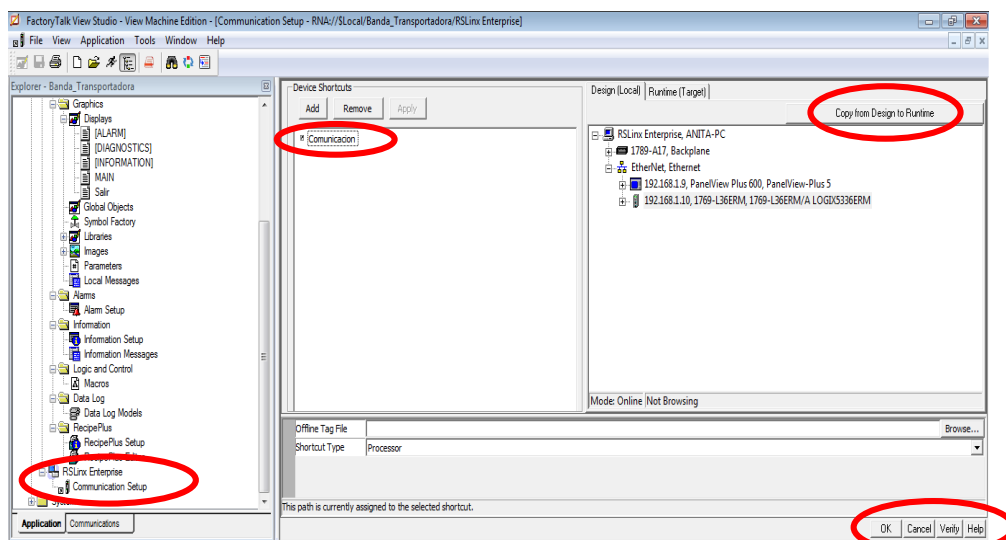 FactoryTalk View Studio - View Machine Edition - [Communication Setup - RNA://$Local/Banda_Transportadora/RSLinx Enterprise]
File View Application Tools Window Help
Explorer - Banda_Transportadora
Graphics
Displays
[ALARM]
[DIAGNOSTICS]
[INFORMATION]
MAIN
Salir
Global Objects
Symbol Factory
Libraries
Images
Parameters
Local Messages
Alarms
Alarm Setup
Information
Information Setup
Information Messages
Logic and Control
Macros
Data Log
Data Log Models
RecipePlus
RecipePlus Setup
RSLinx Enterprise
Communication Setup
Application Communications
Device Shortcuts
Add Remove Apply
Comunicacion
Design (Local) Runtime (Target)
Copy from Design to Runtime
RSLinx Enterprise, ANITA-PC
1789-A17, Backplane
EtherNet, Ethernet
192.168.1.9, PanelView Plus 600, PanelView-Plus 5
192.168.1.10, 1769-L36ERM, 1769-L36ERM/A LOGIX5336ERM
Mode: Online Not Browsing
Offline Tag File Browse...
Shortcut Type Processor
This path is currently assigned to the selected shortcut.
OK Cancel Verify Help